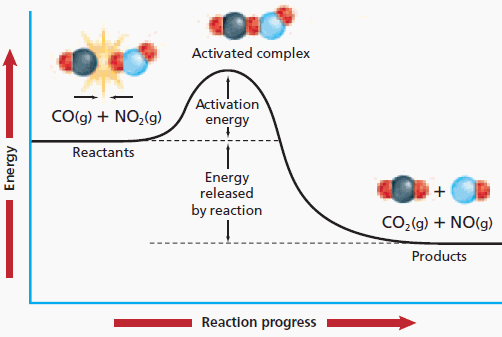 Activated complex
CO(g) + NO₂(g)
Activation
energy
Reactants
Energy
released
by reaction
+
CO₂(g) + NO(g)
Products
Energy
Reaction progress